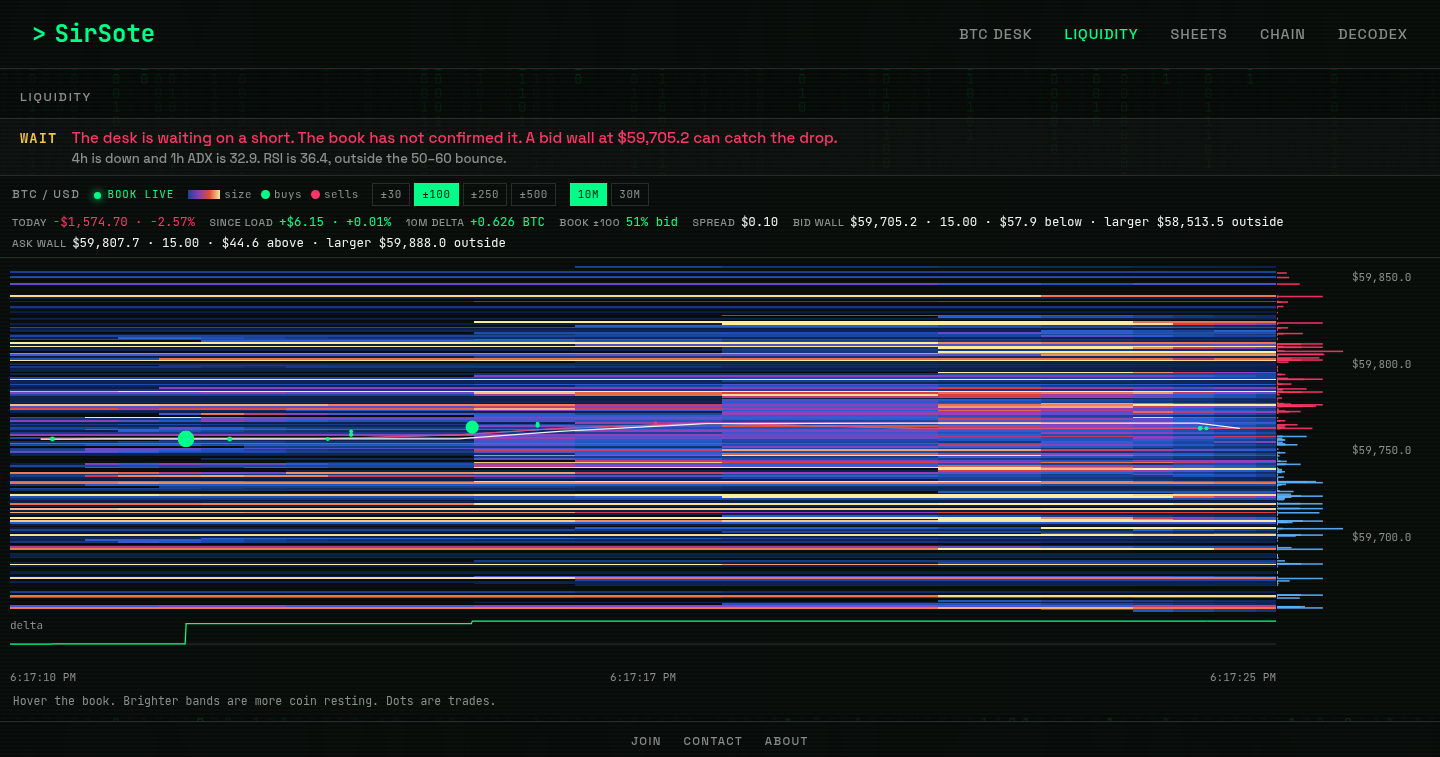 > SirSote
BTC DESK LIQUIDITY SHEETS CHAIN DECODEX
LIQUIDITY
WAIT The desk is waiting on a short. The book has not confirmed it. A bid wall at $59,705.2 can catch the drop.
4h is down and 1h ADX is 32.9. RSI is 36.4, outside the 50–60 bounce.
BTC / USD BOOK LIVE size buys sells ±30 ±100 ±250 ±500 10M 30M
TODAY -$1,574.70 · -2.57% SINCE LOAD +$6.15 · +0.01% 10M DELTA +0.626 BTC BOOK ±100 51% bid SPREAD $0.10 BID WALL $59,705.2 · 15.00 · $57.9 below · larger $58,513.5 outside
ASK WALL $59,807.7 · 15.00 · $44.6 above · larger $59,888.0 outside
$59,850.0
$59,800.0
$59,750.0
$59,700.0
delta
6:17:10 PM 6:17:17 PM 6:17:25 PM
Hover the book. Brighter bands are more coin resting. Dots are trades.
JOIN CONTACT ABOUT